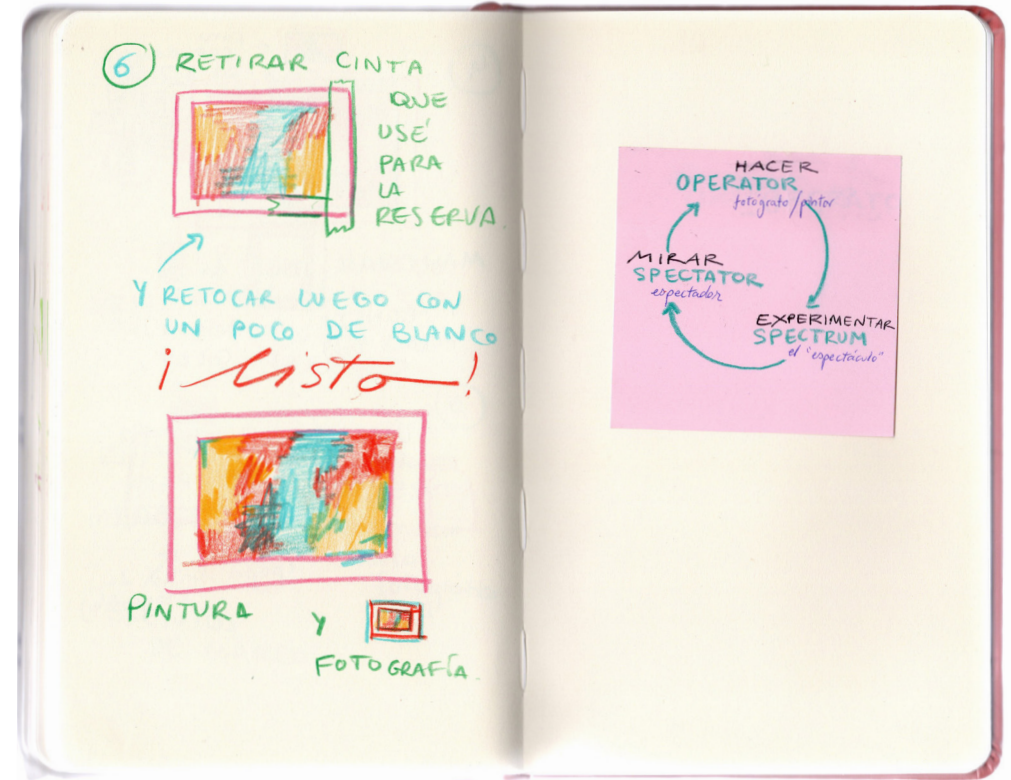 6 RETIRAR CINTA
QUE
USÉ
PARA
LA
RESERVA
Y RETOCAR LUEGO CON
UN POCO DE BLANCO
¡Listo!
PINTURA
Y
FOTOGRAFÍA.
HACER
OPERATOR
fotógrafo/pintor
MIRAR
SPECTATOR
espectador
EXPERIMENTAR
SPECTRUM
el "espectáculo"